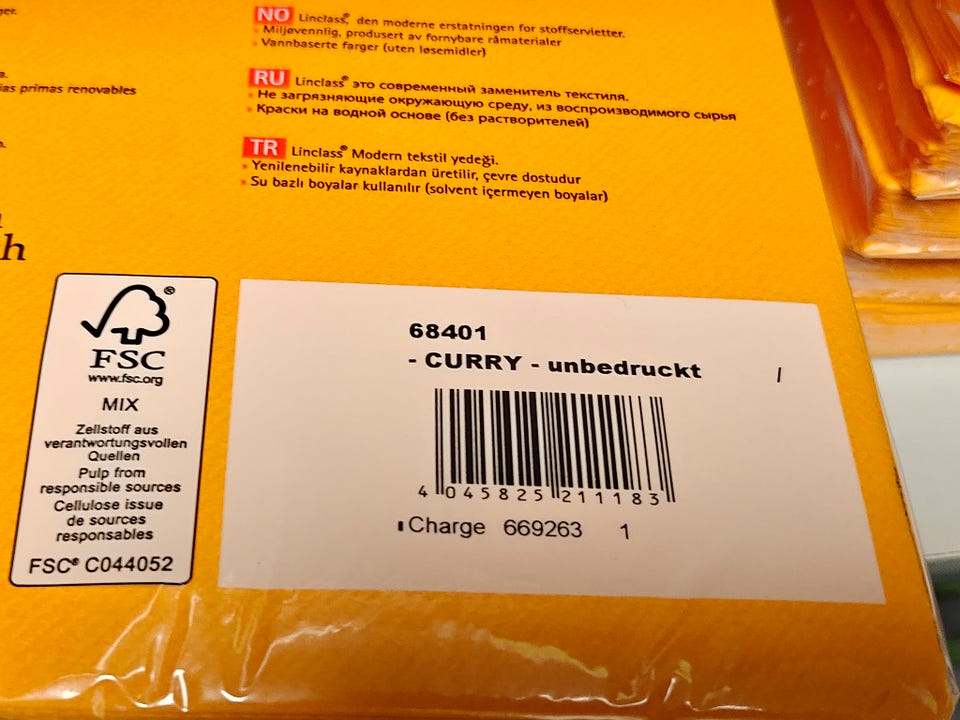 ger.
a.
ias primas renovables
h
NO Linclass® den moderne erstatningen for stoffservietter.
• Miljøvennlig, produsert av fornybare råmaterialer
• Vannbaserte farger (uten løsemidler)
RU Linclass® это современный заменитель текстиля.
• Не загрязняющие окружающую среду, из воспроизводимого сырья
• Краски на водной основе (без растворителей)
TR Linclass® Modern tekstil yedeği.
• Yenilenebilir kaynaklardan üretilir, çevre dostudur
• Su bazlı boyalar kullanılır (solvent içermeyen boyalar)
®
FSC
www.fsc.org
MIX
Zellstoff aus
verantwortungsvollen
Quellen
Pulp from
responsible sources
Cellulose issue
de sources
responsables
FSC® C044052
68401
- CURRY - unbedruckt /
4 045825 211183
Charge 669263 1